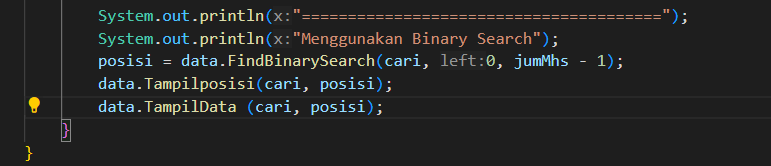 System.out.println(x:"=======================================");
System.out.println(x:"Menggunakan Binary Search");
posisi = data.FindBinarySearch(cari, left:0, jumMhs - 1);
data.Tampilposisi(cari, posisi);
data.TampilData (cari, posisi);
}
}